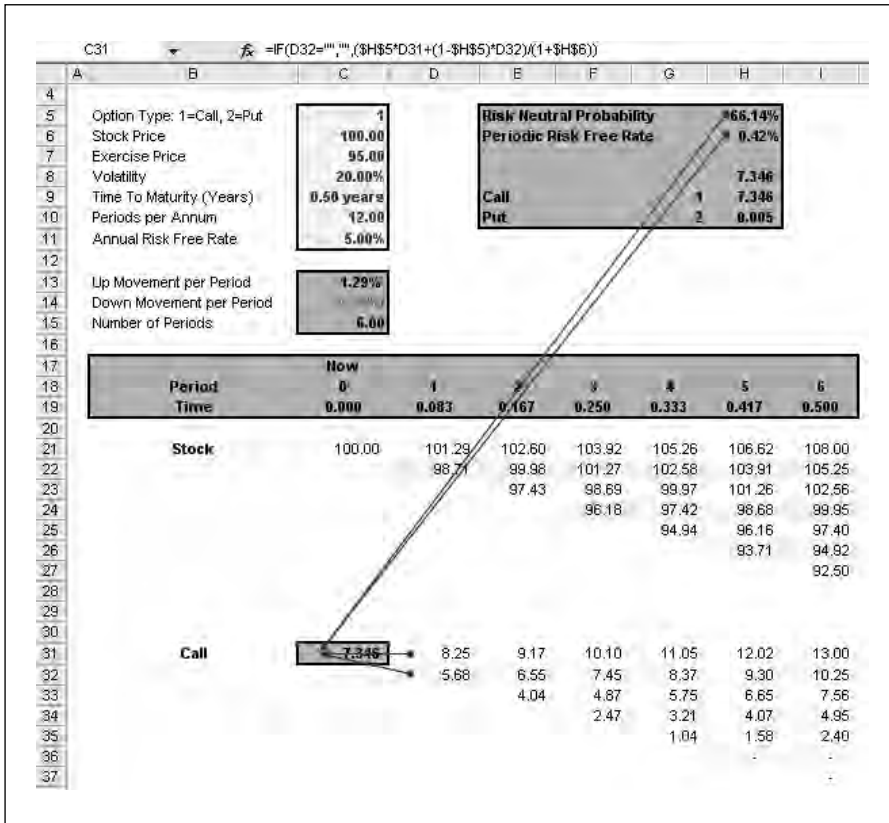 C31 fx =IF(D32="","",($H$5*D31+(1-$H$5)*D32)/(1+$H$6))
A B C D E F G H I
4
5 Option Type: 1=Call, 2=Put 1 Risk Neutral Probability 66.14%
6 Stock Price 100.00 Periodic Risk Free Rate 0.42%
7 Exercise Price 95.00
8 Volatility 20.00% 7.346
9 Time To Maturity (Years) 0.50 years Call 1 7.346
10 Periods per Annum 12.00 Put 2 0.005
11 Annual Risk Free Rate 5.00%
12
13 Up Movement per Period 1.29%
14 Down Movement per Period
15 Number of Periods 6.00
16
17 Now
18 Period 0 1 2 3 4 5 6
19 Time 0.000 0.083 0.167 0.250 0.333 0.417 0.500
20
21 Stock 100.00 101.29 102.60 103.92 105.26 106.62 108.00
22 98.71 99.98 101.27 102.58 103.91 105.25
23 97.43 98.69 99.97 101.26 102.56
24 96.18 97.42 98.68 99.95
25 94.94 96.16 97.40
26 93.71 94.92
27 92.50
28
29
30
31 Call 7.346 8.25 9.17 10.10 11.05 12.02 13.00
32 5.68 6.55 7.45 8.37 9.30 10.25
33 4.04 4.87 5.75 6.65 7.56
34 2.47 3.21 4.07 4.95
35 1.04 1.58 2.40
36 - -
37 -